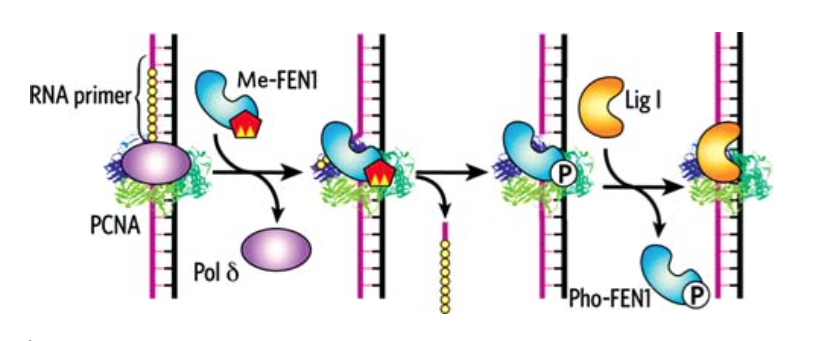 RNA primer
Me-FEN1
PCNA
Pol δ
P
Lig I
Pho-FEN1
P